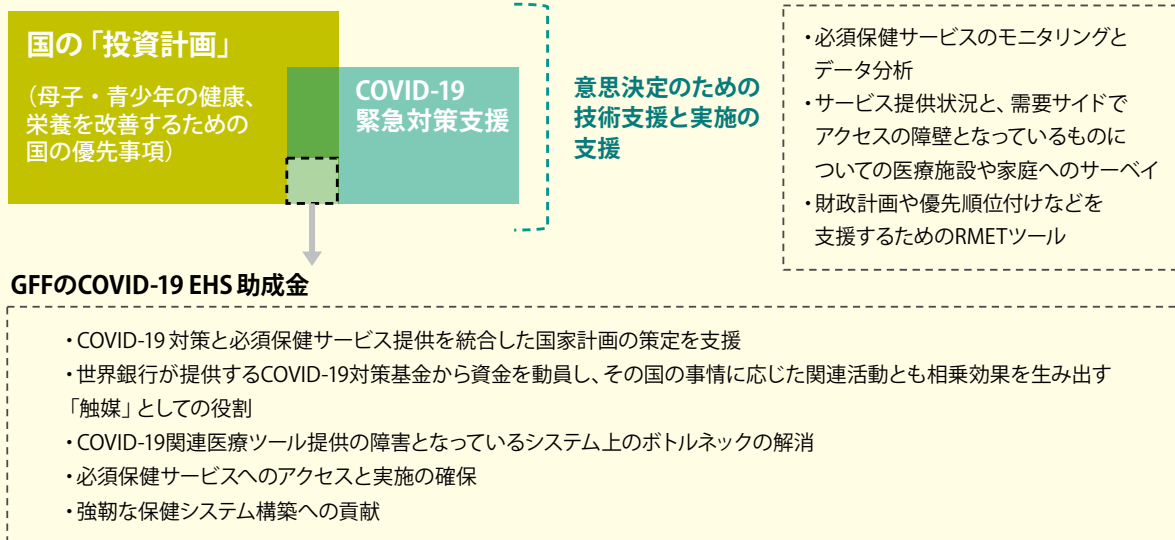 国の「投資計画」
（母子・青少年の健康、
栄養を改善するための
国の優先事項）
COVID-19
緊急対策支援
意思決定のための
技術支援と実施の
支援
・必須保健サービスのモニタリングと
データ分析
・サービス提供状況と、需要サイドで
アクセスの障壁となっているものに
ついての医療施設や家庭へのサーベイ
・財政計画や優先順位付けなどを
支援するためのRMETツール
GFFのCOVID-19 EHS 助成金
・COVID-19 対策と必須保健サービス提供を統合した国家計画の策定を支援
・世界銀行が提供するCOVID-19対策基金から資金を動員し、その国の事情に応じた関連活動とも相乗効果を生み出す
「触媒」としての役割
・COVID-19関連医療ツール提供の障害となっているシステム上のボトルネックの解消
・必須保健サービスへのアクセスと実施の確保
・強靭な保健システム構築への貢献